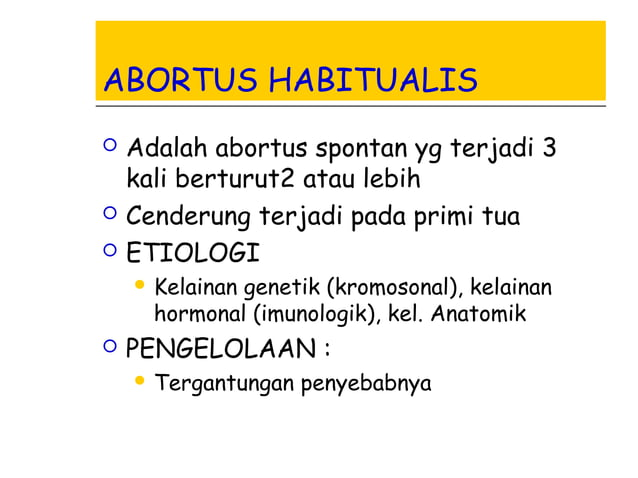 ABORTUS HABITUALIS
Adalah abortus spontan yg terjadi 3
kali berturut2 atau lebih
Cenderung terjadi pada primi tua
ETIOLOGI
Kelainan genetik (kromosonal), kelainan
hormonal (imunologik), kel. Anatomik
PENGELOLAAN :
Tergantungan penyebabnya